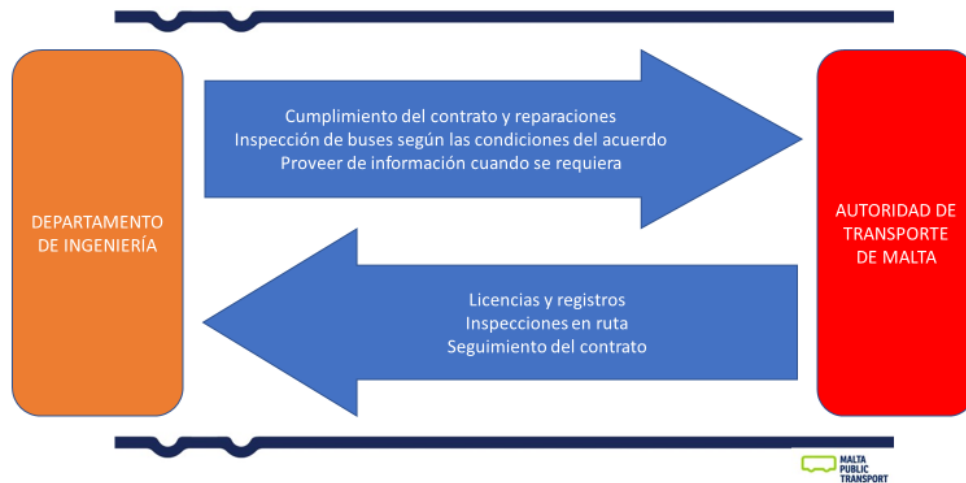 DEPARTAMENTO
DE INGENIERÍA
Cumplimiento del contrato y reparaciones
Inspección de buses según las condiciones del acuerdo
Proveer de información cuando se requiera
AUTORIDAD DE
TRANSPORTE
DE MALTA
Licencias y registros
Inspecciones en ruta
Seguimiento del contrato
MALTA
PUBLIC
TRANSPORT